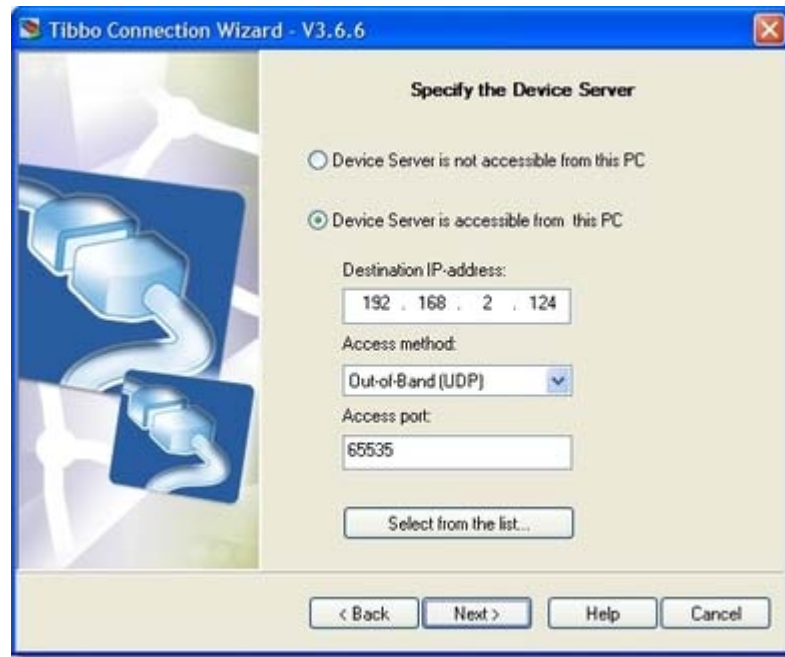 Tibbo Connection Wizard - V3.6.6
Specify the Device Server
Device Server is not accessible from this PC
Device Server is accessible from this PC
Destination IP-address:
192 . 168 . 2 . 124
Access method:
Out-of-Band (UDP)
Access port:
65535
Select from the list...
< Back Next > Help Cancel